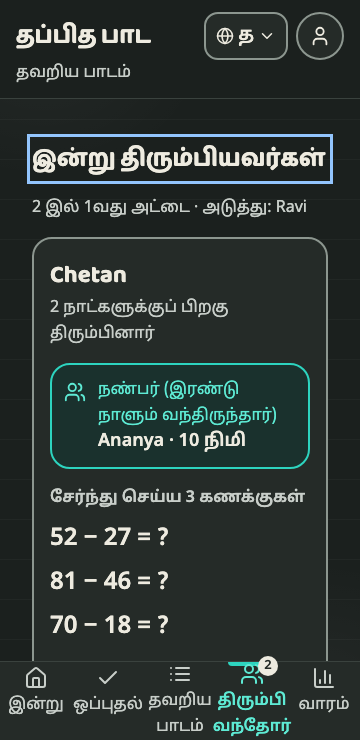 தப்பித பாட
த
தவறிய பாடம்
இன்று திரும்பியவர்கள்
2 இல் 1வது அட்டை · அடுத்து: Ravi
Chetan
2 நாட்களுக்குப் பிறகு
திரும்பினார்
நண்பர் (இரண்டு
நாளும் வந்திருந்தார்)
Ananya · 10 நிமி
சேர்ந்து செய்ய 3 கணக்குகள்
52 − 27 = ?
81 − 46 = ?
70 − 18 = ?
2
இன்று
ஒப்புதல்
தவறிய
பாடம்
திரும்பி
வந்தோர்
வாரம்